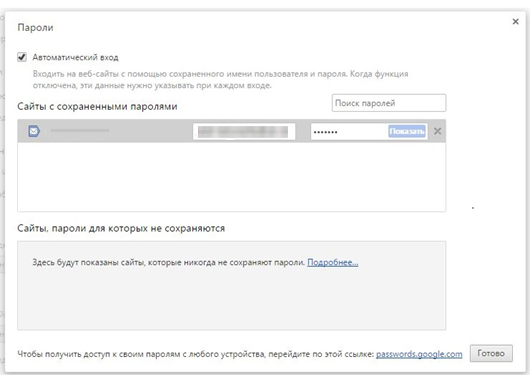 Пароли
Автоматический вход
Входить на веб-сайты с помощью сохраненного имени пользователя и пароля. Когда функция
отключена, эти данные нужно указывать при каждом входе.
Сайты с сохраненными паролями
Поиск паролей
••••••• Показать
Сайты, пароли для которых не сохраняются
Здесь будут показаны сайты, которые никогда не сохраняют пароли. Подробнее...
Чтобы получить доступ к своим паролям с любого устройства, перейдите по этой ссылке: passwords.google.com
Готово